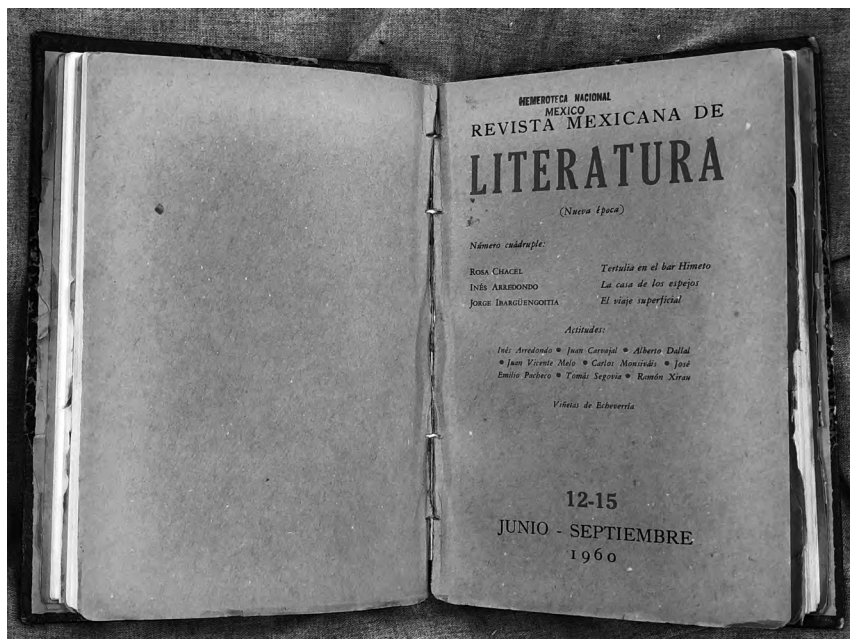 HEMEROTECA NACIONAL
MEXICO
REVISTA MEXICANA DE
LITERATURA
(Nueva época)
Número cuádruple:
ROSA CHACEL Tertulia en el bar Himeto
INÉS ARREDONDO La casa de los espejos
JORGE IBARGÜENGOITIA El viaje superficial
Actitudes:
Inés Arredondo • Juan Carvajal • Alberto Dallal
• Juan Vicente Melo • Carlos Monsiváis • José
Emilio Pacheco • Tomás Segovia • Ramón Xirau
Viñetas de Echeverría
12-15
JUNIO - SEPTIEMBRE
1960